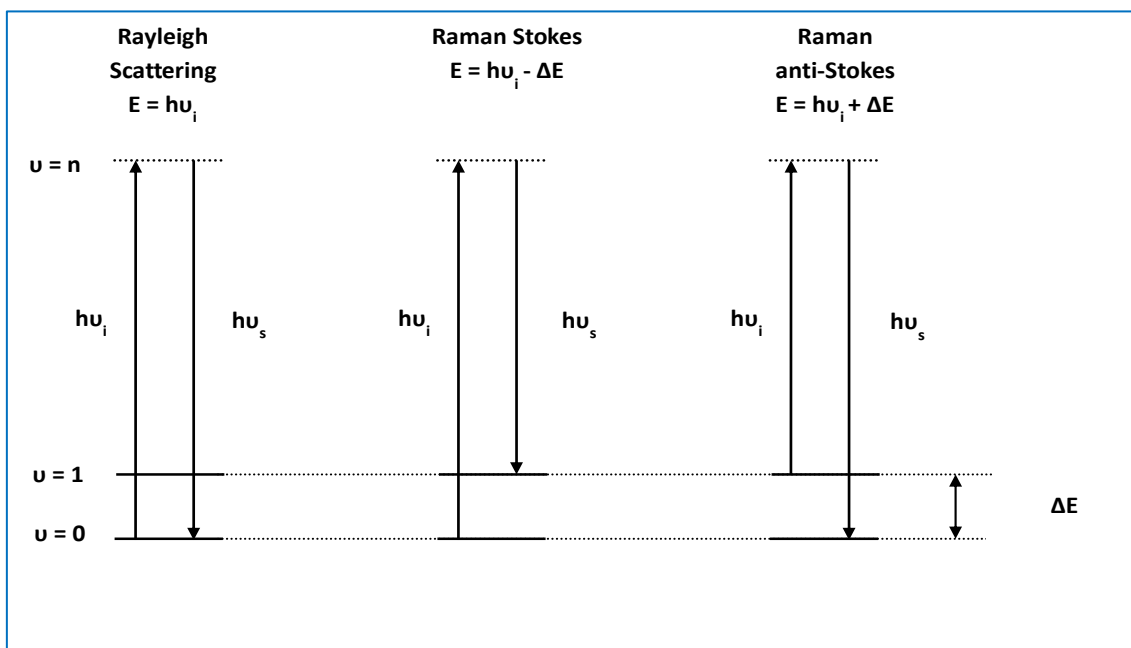 Rayleigh
Scattering
E = hυi
Raman Stokes
E = hυi - ΔE
Raman
anti-Stokes
E = hυi + ΔE
υ = n
hυi
hυs
hυi
hυs
hυi
hυs
υ = 1
υ = 0
ΔE